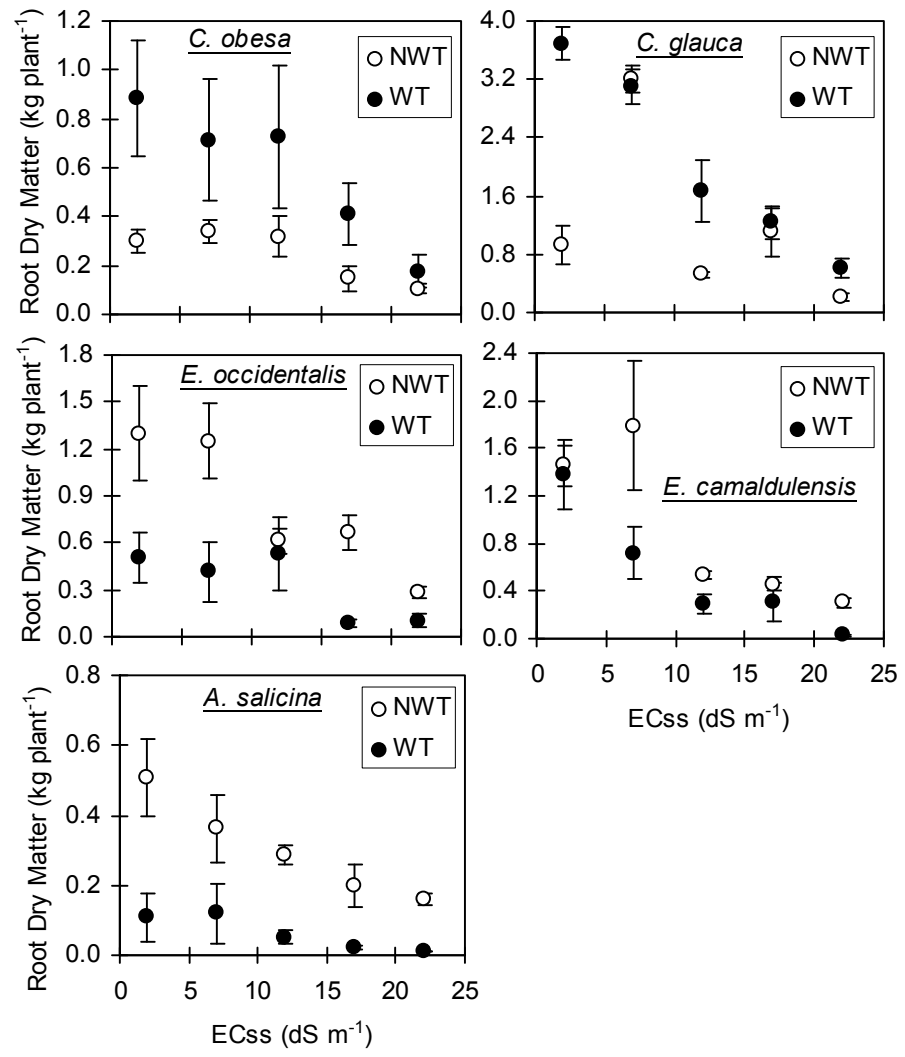 C. obesa
NWT
WT
Root Dry Matter (kg plant⁻¹)
1.2
1.0
0.8
0.6
0.4
0.2
0.0
C. glauca
NWT
WT
4.0
3.2
2.4
1.6
0.8
0.0
E. occidentalis
NWT
WT
Root Dry Matter (kg plant⁻¹)
1.8
1.5
1.2
0.9
0.6
0.3
0.0
NWT
WT
E. camaldulensis
2.4
2.0
1.6
1.2
0.8
0.4
0.0
0 5 10 15 20 25
ECss (dS m⁻¹)
A. salicina
NWT
WT
Root Dry Matter (kg plant⁻¹)
0.8
0.6
0.4
0.2
0.0
0 5 10 15 20 25
ECss (dS m⁻¹)